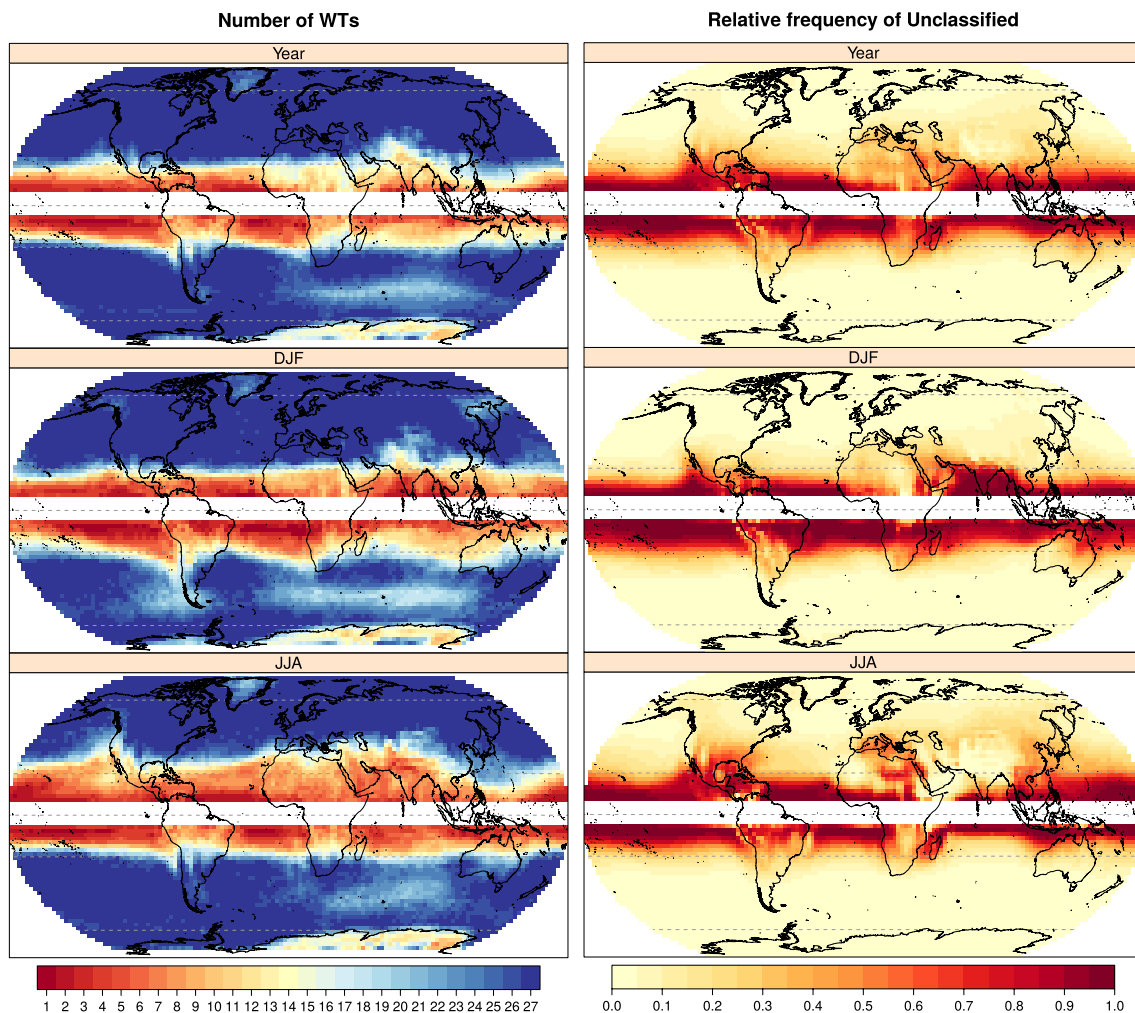 Number of WTs
Relative frequency of Unclassified
Year
Year
DJF
DJF
JJA
JJA
1 2 3 4 5 6 7 8 9 10 11 12 13 14 15 16 17 18 19 20 21 22 23 24 25 26 27
0.0 0.1 0.2 0.3 0.4 0.5 0.6 0.7 0.8 0.9 1.0